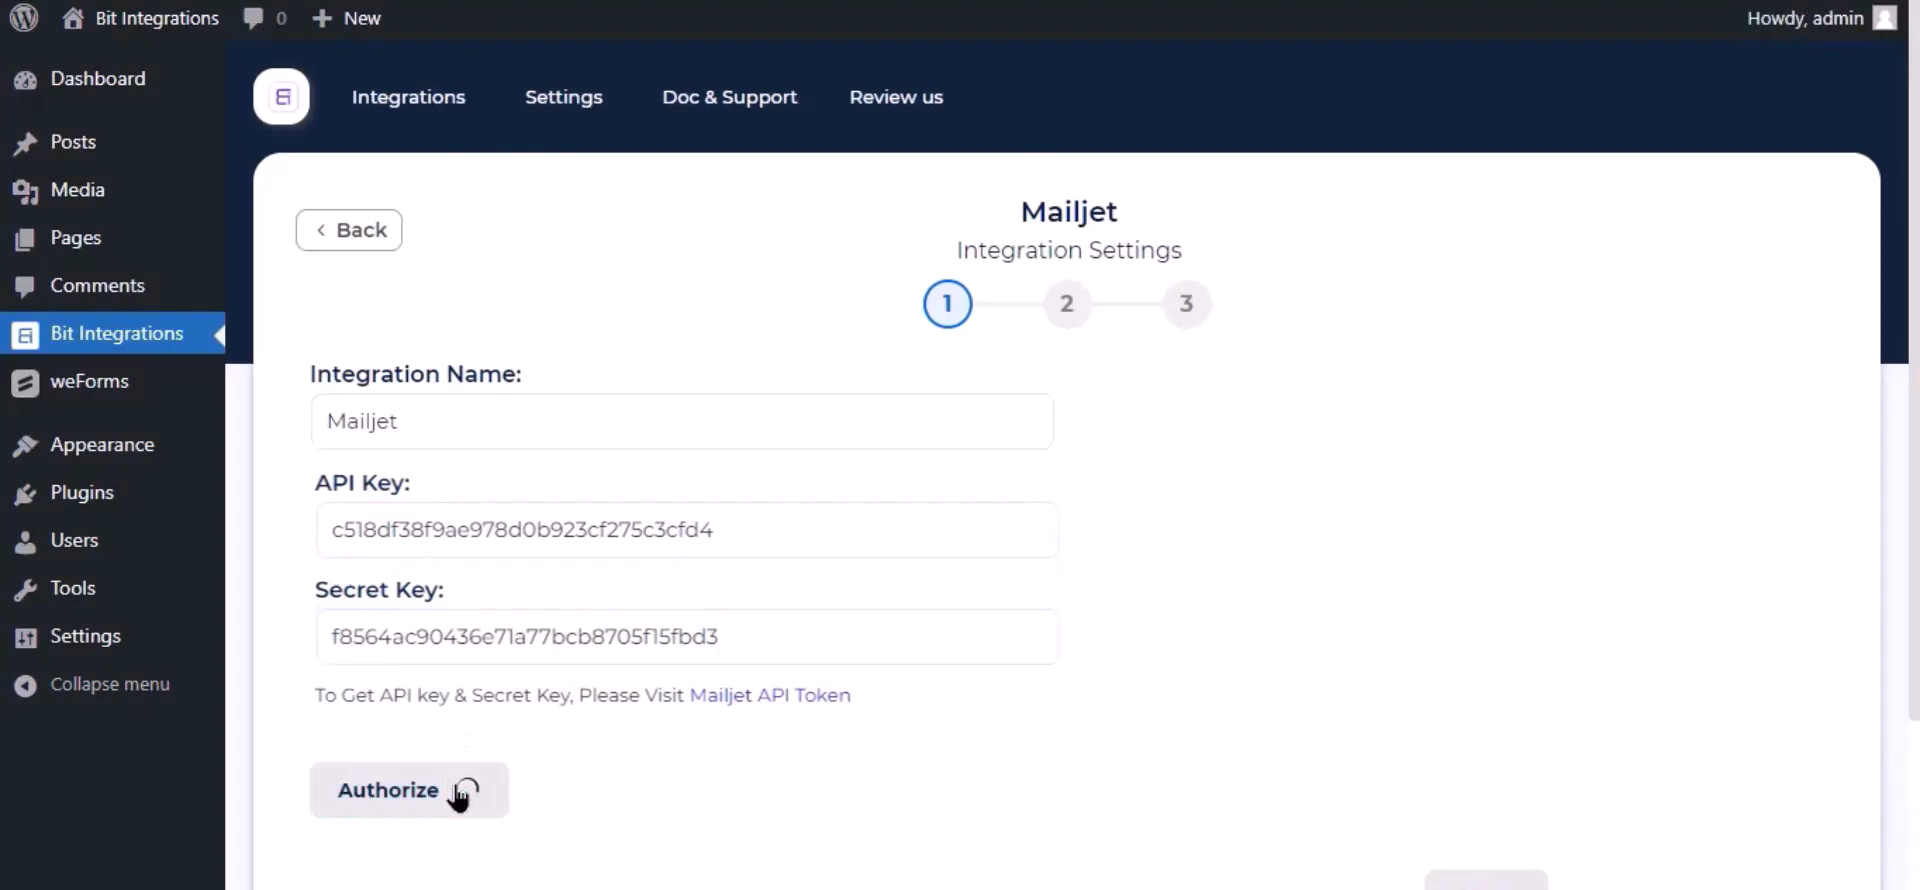 Bit Integrations 0 New Howdy, admin
Dashboard
Posts
Media
Pages
Comments
Bit Integrations
weForms
Appearance
Plugins
Users
Tools
Settings
Collapse menu
Integrations Settings Doc & Support Review us
Back
Mailjet
Integration Settings
1 2 3
Integration Name:
Mailjet
API Key:
c518df38f9ae978d0b923cf275c3cfd4
Secret Key:
f8564ac90436e71a77bcb8705f15fbd3
To Get API key & Secret Key, Please Visit Mailjet API Token
Authorize